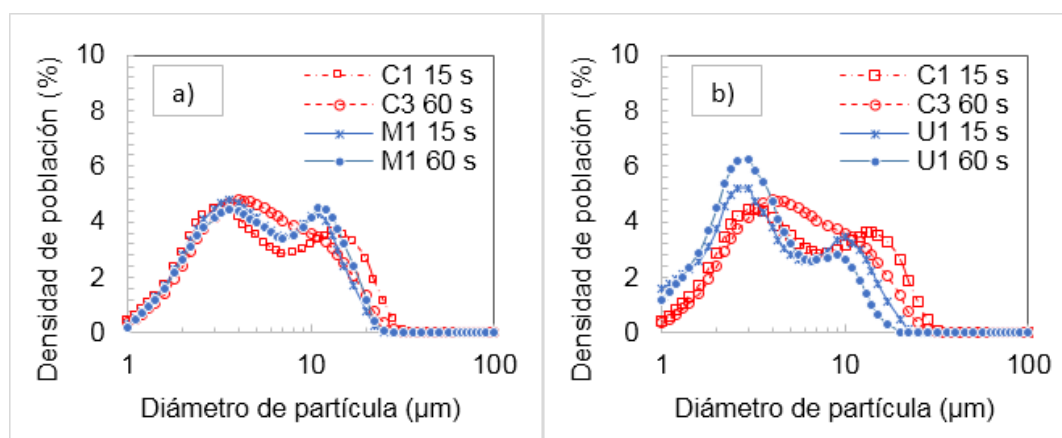 Densidad de población (%)
10
8
6
4
2
0
a)
C1 15 s
C3 60 s
M1 15 s
M1 60 s
1
10
100
Diámetro de partícula (µm)
Densidad de población (%)
10
8
6
4
2
0
b)
C1 15 s
C3 60 s
U1 15 s
U1 60 s
1
10
100
Diámetro de partícula (µm)